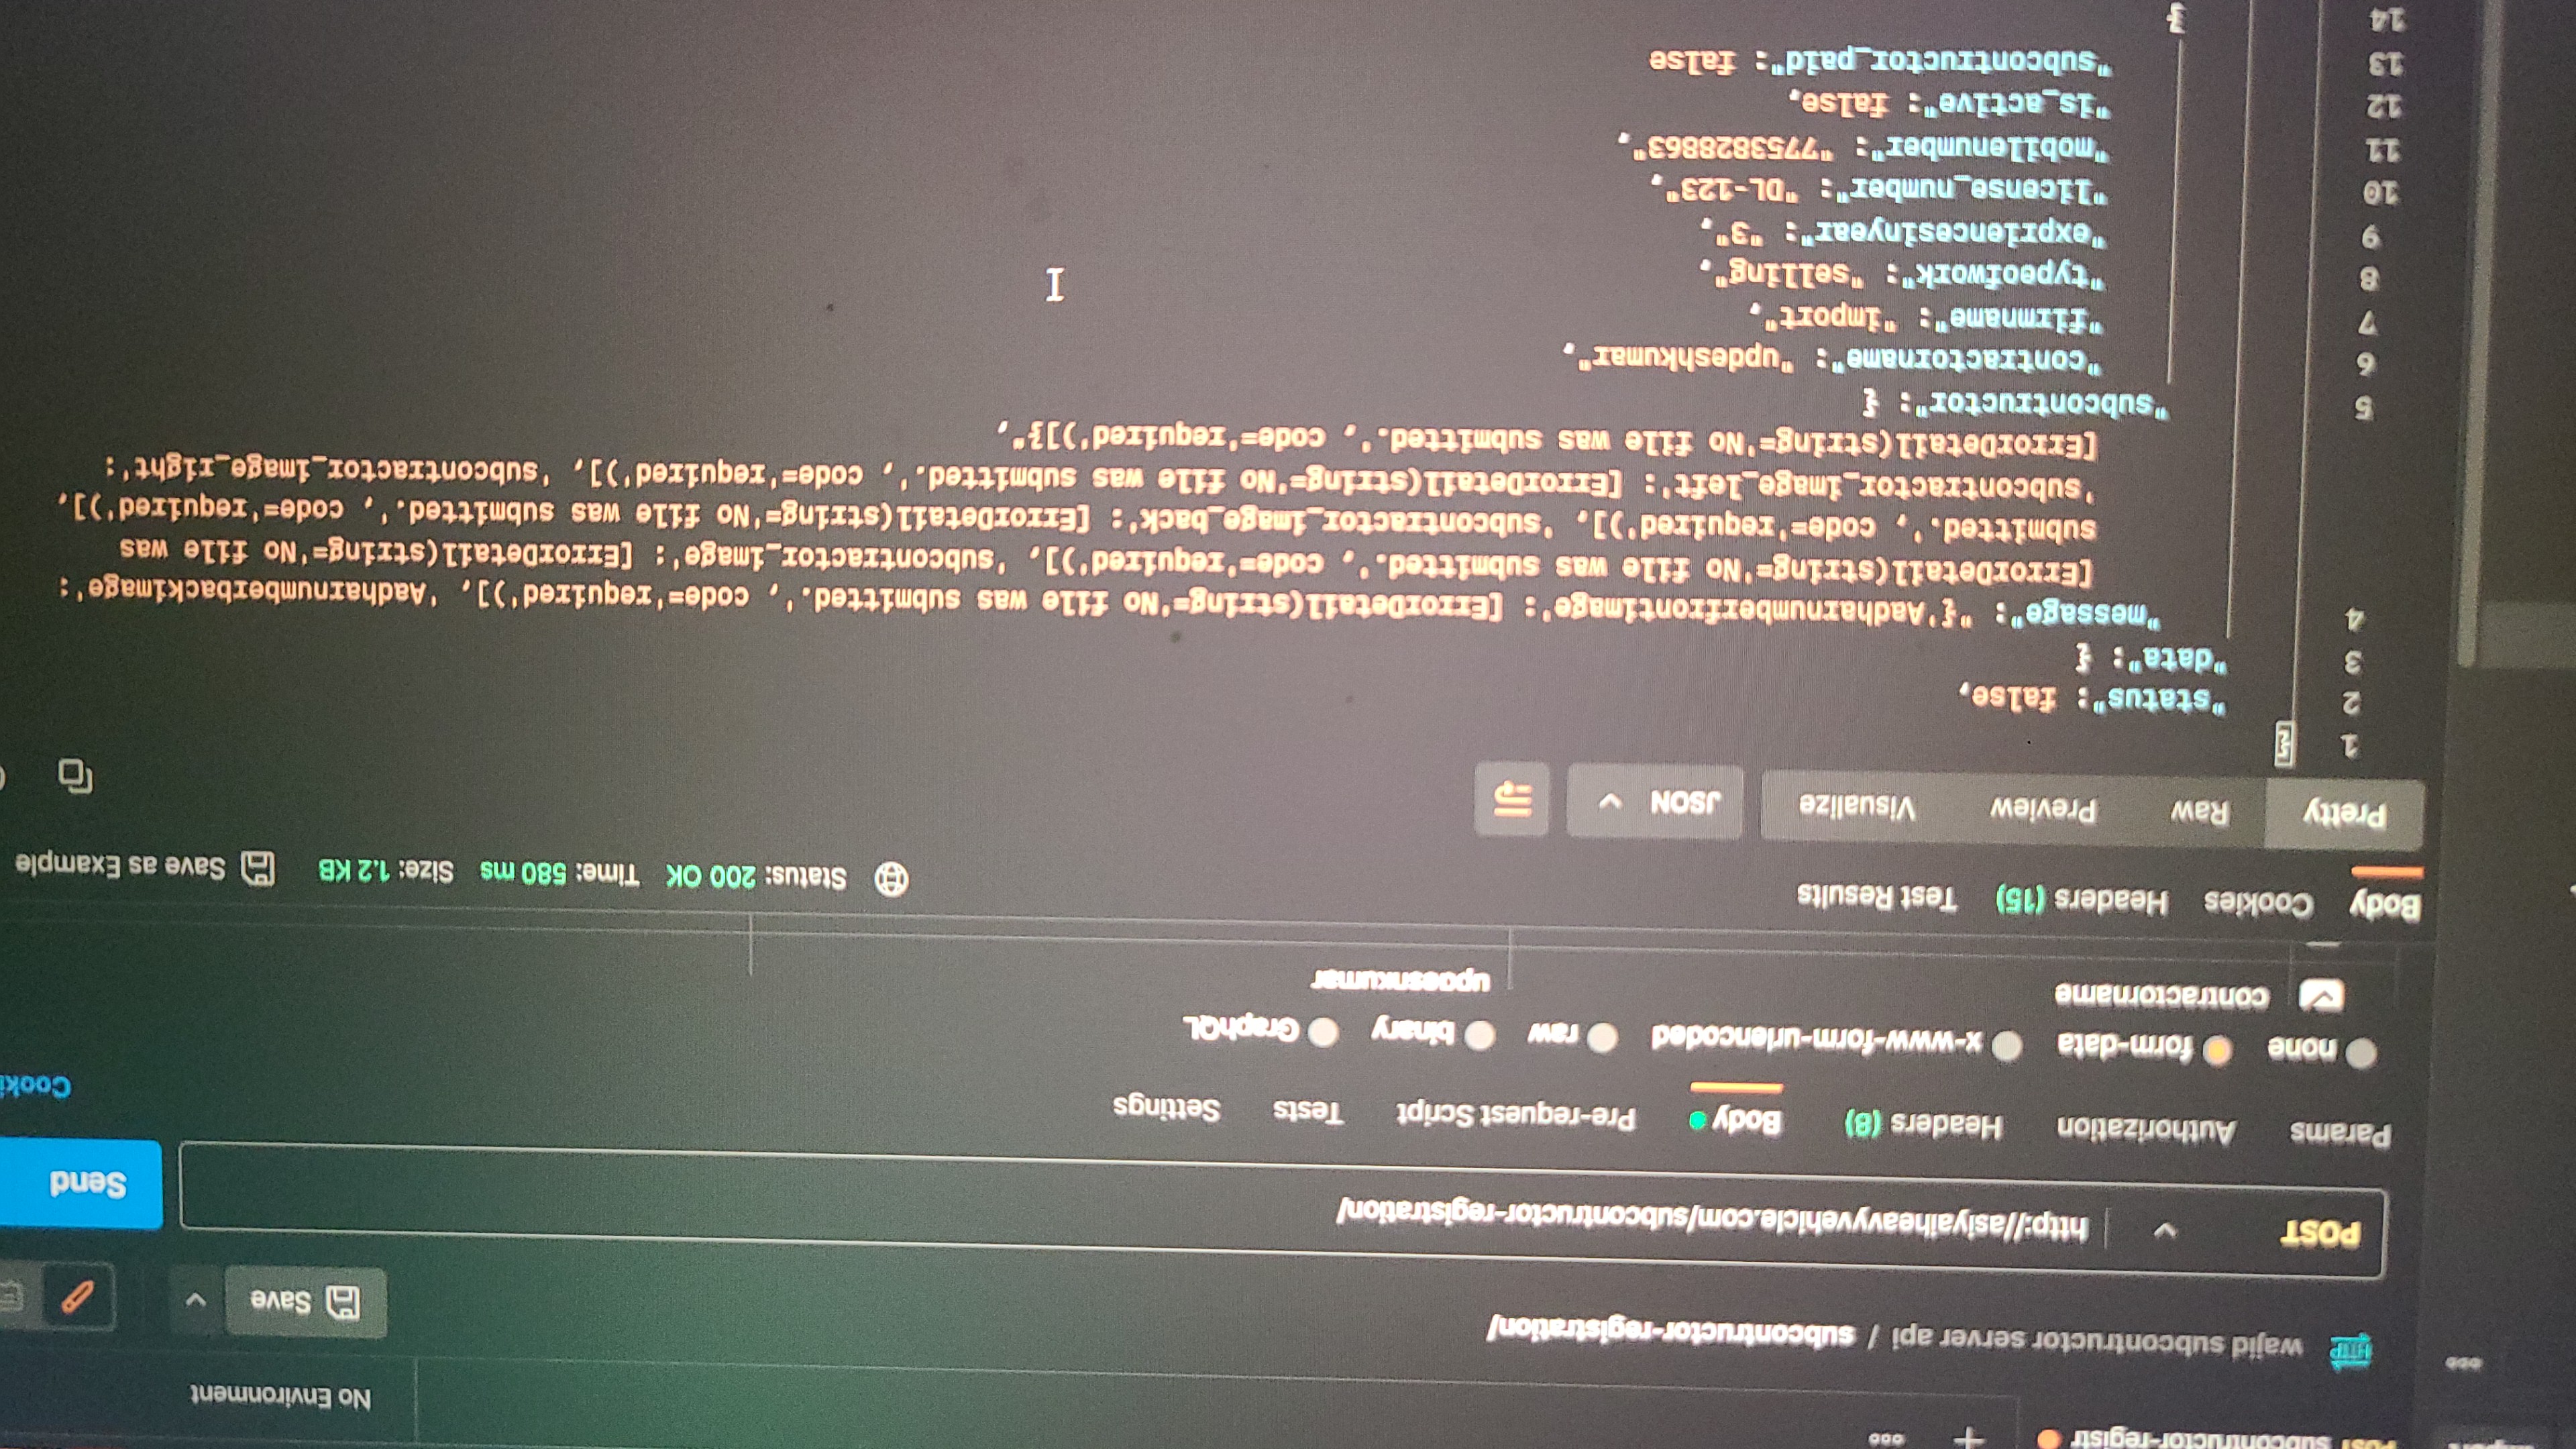 POST subcontructor-registr
No Environment
HTTP wajid subcontructor server api / subcontructor-registration/
Save
POST http://asiyaiheavyvehicle.com/subcontructor-registration/
Send
Params Authorization Headers (8) Body Pre-request Script Tests Settings
Cooki
none form-data x-www-form-urlencoded raw binary GraphQL
contractorname updeshkumar
Body Cookies Headers (15) Test Results Status: 200 OK Time: 580 ms Size: 1.2 KB Save as Example
Pretty Raw Preview Visualize JSON
1 {
2 "status": false,
3 "data": {
4 "message": "{'Aadharnumberfrontimage': [ErrorDetail(string='No file was submitted.', code='required')], 'Aadharnumberbackimage':
[ErrorDetail(string='No file was submitted.', code='required')], 'subcontractor_image': [ErrorDetail(string='No file was
submitted.', code='required')], 'subcontractor_image_back': [ErrorDetail(string='No file was submitted.', code='required')],
'subcontractor_image_left': [ErrorDetail(string='No file was submitted.', code='required')], 'subcontractor_image_right':
[ErrorDetail(string='No file was submitted.', code='required')]}",
5 "subcontructor": {
6 "contractorname": "updeshkumar",
7 "firmname": "import",
8 "typeofwork": "selling",
9 "expriencesinyear": "3",
10 "license_number": "DL-123",
11 "mobilenumber": "7753828863",
12 "is_active": false,
13 "subcontructor_paid": false
14 }